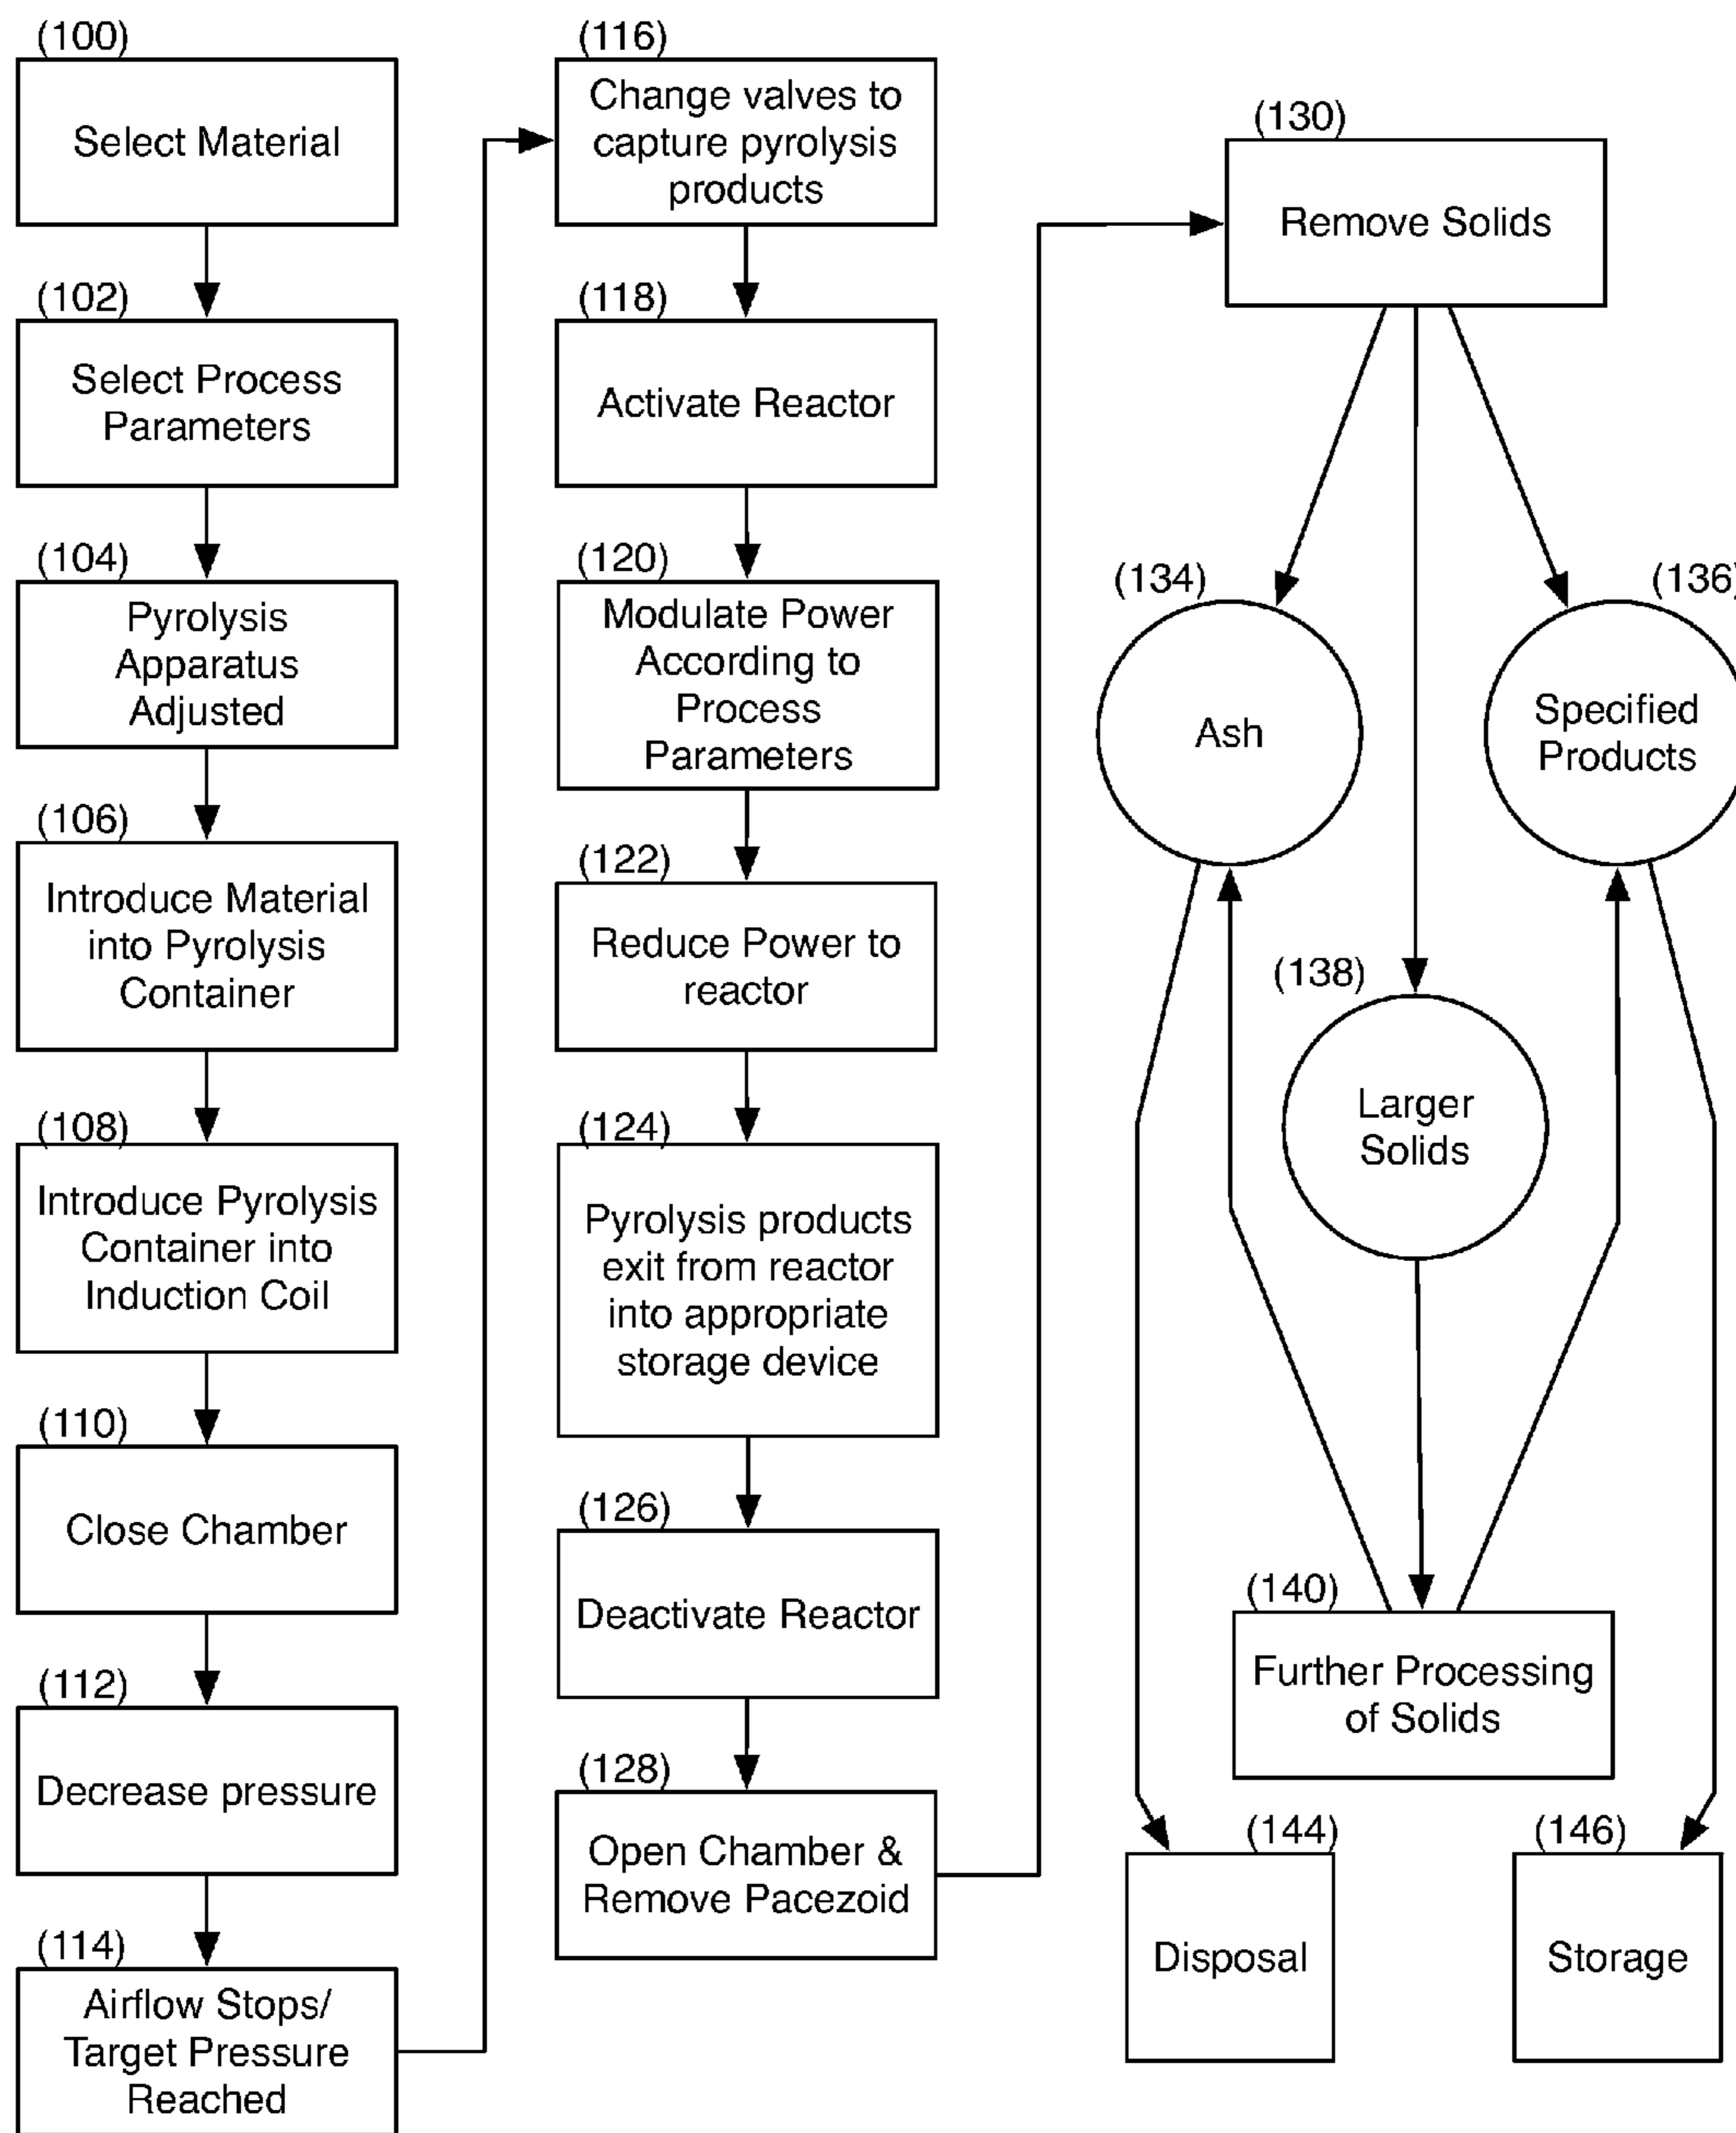 (100)
Select Material
(102)
Select Process
Parameters
(104)
Pyrolysis
Apparatus
Adjusted
(106)
Introduce Material
into Pyrolysis
Container
(108)
Introduce Pyrolysis
Container into
Induction Coil
(110)
Close Chamber
(112)
Decrease pressure
(114)
Airflow Stops/
Target Pressure
Reached
(116)
Change valves to
capture pyrolysis
products
(118)
Activate Reactor
(120)
Modulate Power
According to
Process
Parameters
(122)
Reduce Power to
reactor
(124)
Pyrolysis products
exit from reactor
into appropriate
storage device
(126)
Deactivate Reactor
(128)
Open Chamber &
Remove Pacezoid
(130)
Remove Solids
(134)
Ash
(136)
Specified
Products
(138)
Larger
Solids
(140)
Further Processing
of Solids
(144)
Disposal
(146)
Storage